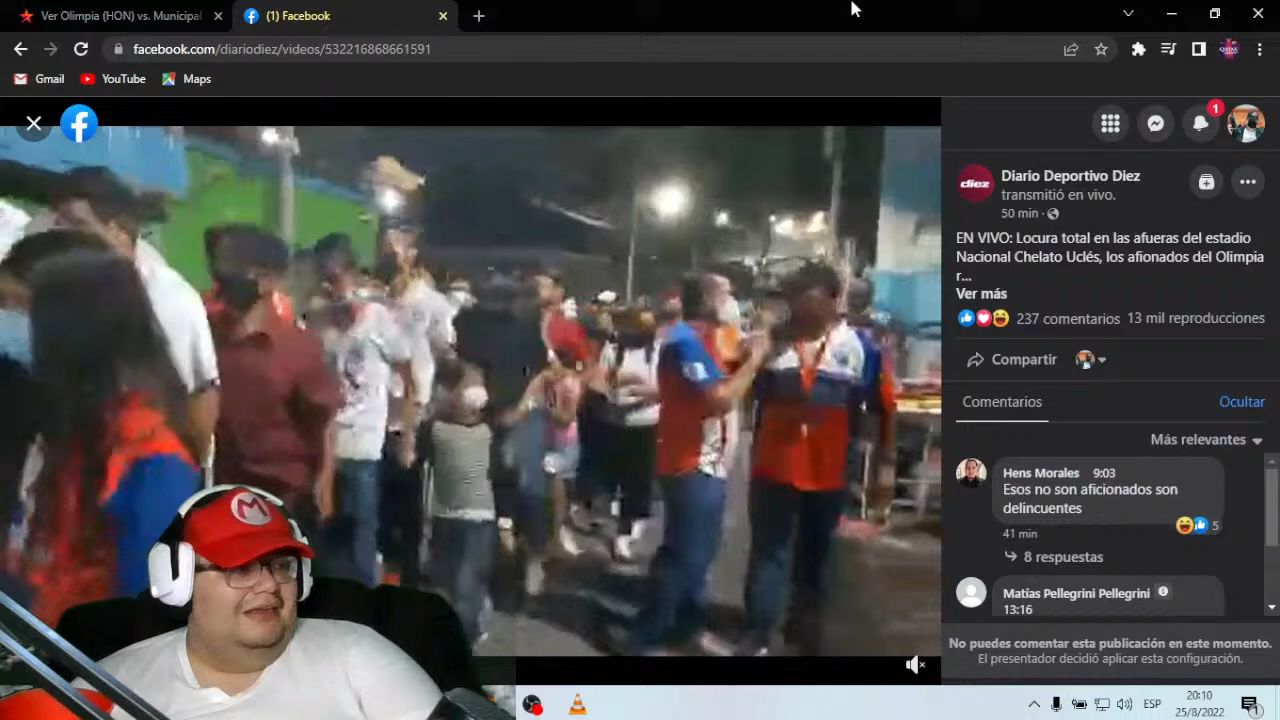 Ver Olimpia (HON) vs. Municipal
(1) Facebook
facebook.com/diariodiez/videos/532216868661591
Gmail
YouTube
Maps
1
diez
Diario Deportivo Diez
transmitió en vivo.
50 min ·
EN VIVO: Locura total en las afueras del estadio
Nacional Chelato Uclés, los afionados del Olimpia
r...
Ver más
237 comentarios 13 mil reproducciones
Compartir
Comentarios
Ocultar
Más relevantes
Hens Morales 9:03
Esos no son aficionados son
delincuentes
5
41 min
8 respuestas
Matías Pellegrini Pellegrini
13:16
No puedes comentar esta publicación en este momento.
El presentador decidió aplicar esta configuración.
M
ESP
20:10
25/8/2022
1